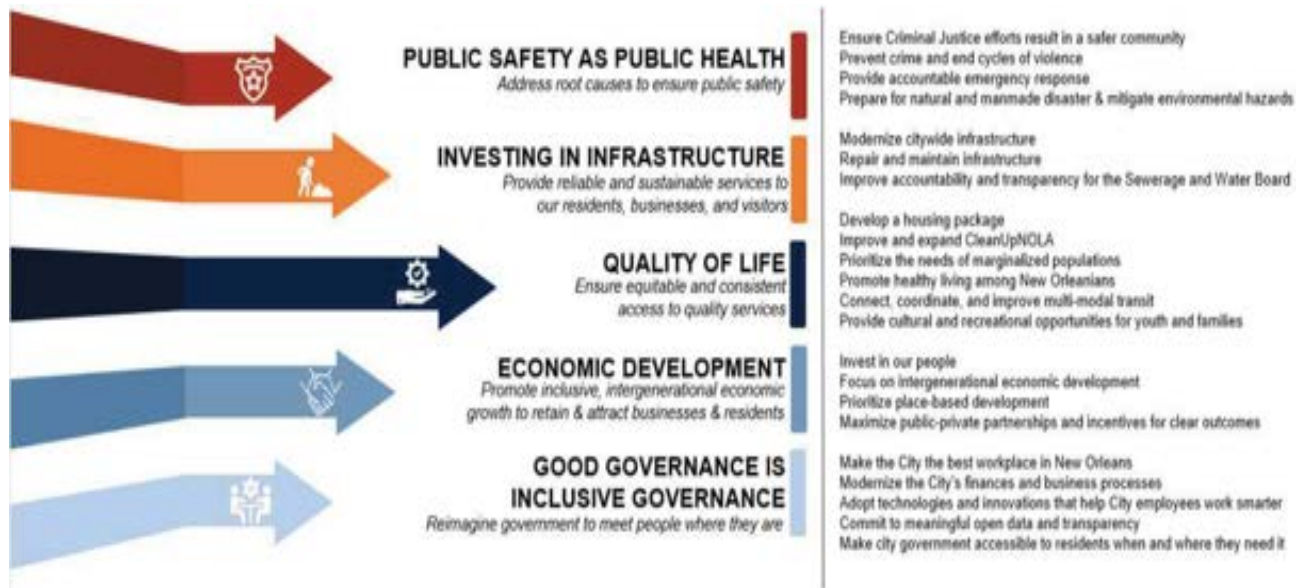 PUBLIC SAFETY AS PUBLIC HEALTH
Address root causes to ensure public safety
Ensure Criminal Justice efforts result in a safer community
Prevent crime and end cycles of violence
Provide accountable emergency response
Prepare for natural and manmade disaster & mitigate environmental hazards
INVESTING IN INFRASTRUCTURE
Provide reliable and sustainable services to
our residents, businesses, and visitors
Modernize citywide infrastructure
Repair and maintain infrastructure
Improve accountability and transparency for the Sewerage and Water Board
QUALITY OF LIFE
Ensure equitable and consistent
access to quality services
Develop a housing package
Improve and expand CleanUpNOLA
Prioritize the needs of marginalized populations
Promote healthy living among New Orleanians
Connect, coordinate, and improve multi-modal transit
Provide cultural and recreational opportunities for youth and families
ECONOMIC DEVELOPMENT
Promote inclusive, intergenerational economic
growth to retain & attract businesses & residents
Invest in our people
Focus on intergenerational economic development
Prioritize place-based development
Maximize public-private partnerships and incentives for clear outcomes
GOOD GOVERNANCE IS
INCLUSIVE GOVERNANCE
Reimagine government to meet people where they are
Make the City the best workplace in New Orleans
Modernize the City's finances and business processes
Adopt technologies and innovations that help City employees work smarter
Commit to meaningful open data and transparency
Make city government accessible to residents when and where they need it